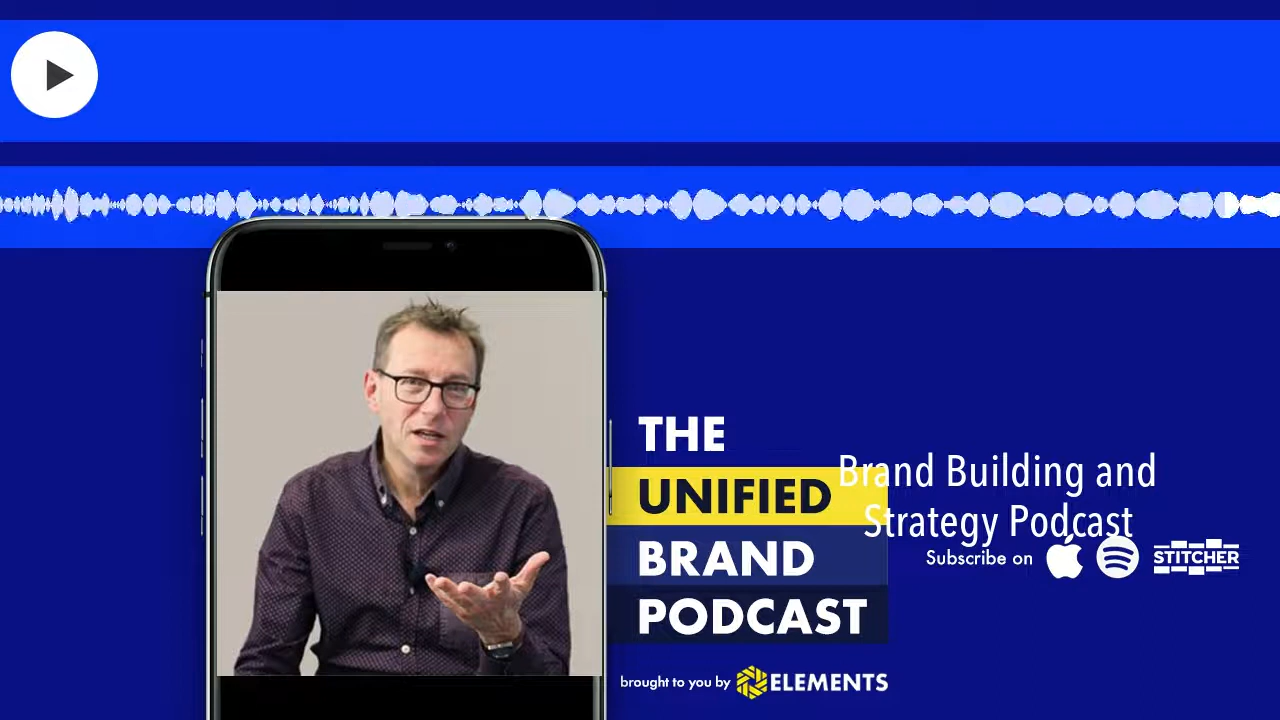 THE
UNIFIED
BRAND
PODCAST
Brand Building and
Strategy Podcast
Subscribe on
STITCHER
brought to you by ELEMENTS